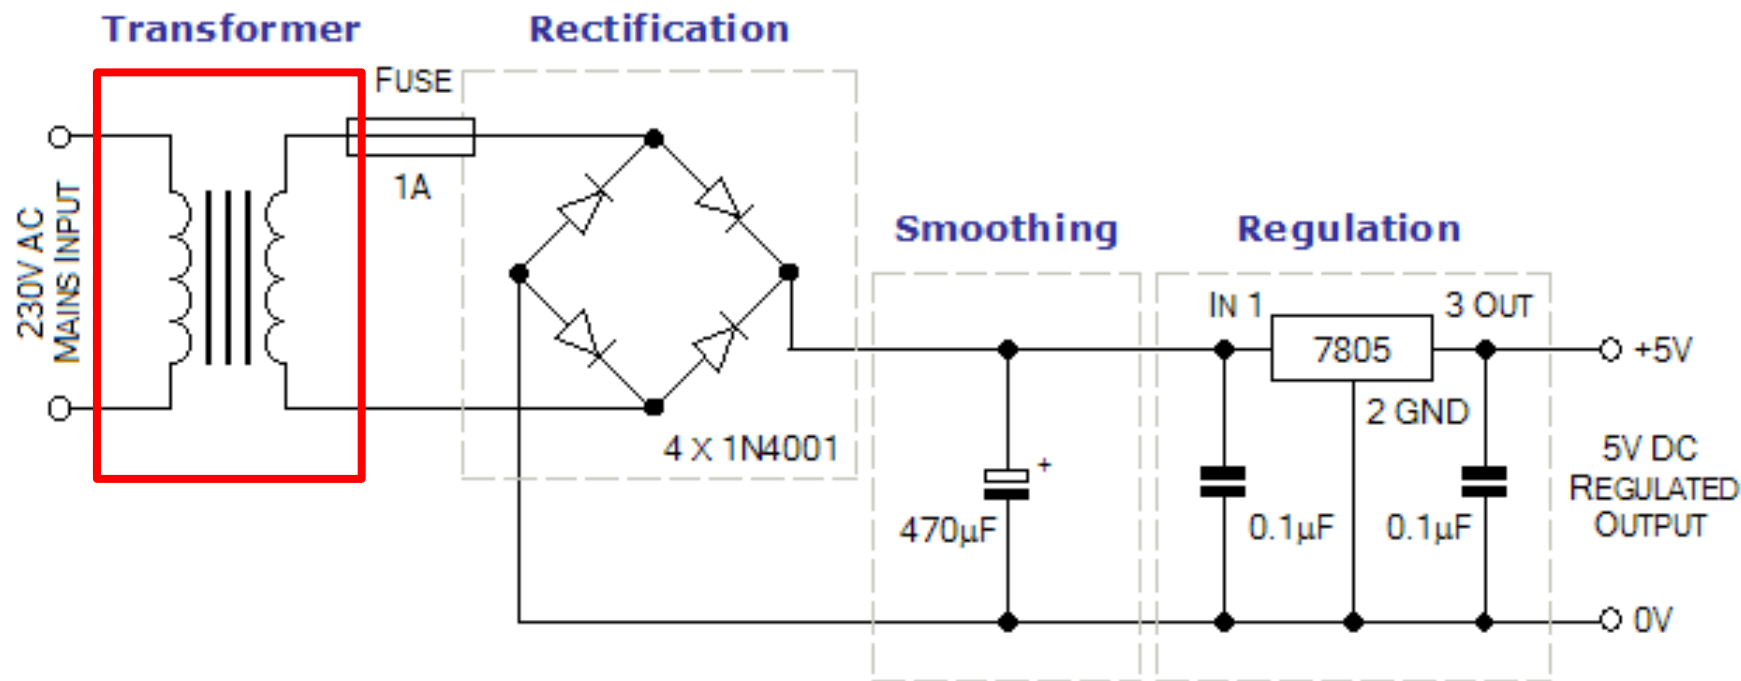 Transformer
Rectification
FUSE
1A
230V AC
MAINS INPUT
4 X 1N4001
Smoothing
Regulation
IN 1
3 OUT
7805
2 GND
+5V
+
470µF
0.1µF
0.1µF
5V DC
REGULATED
OUTPUT
0V